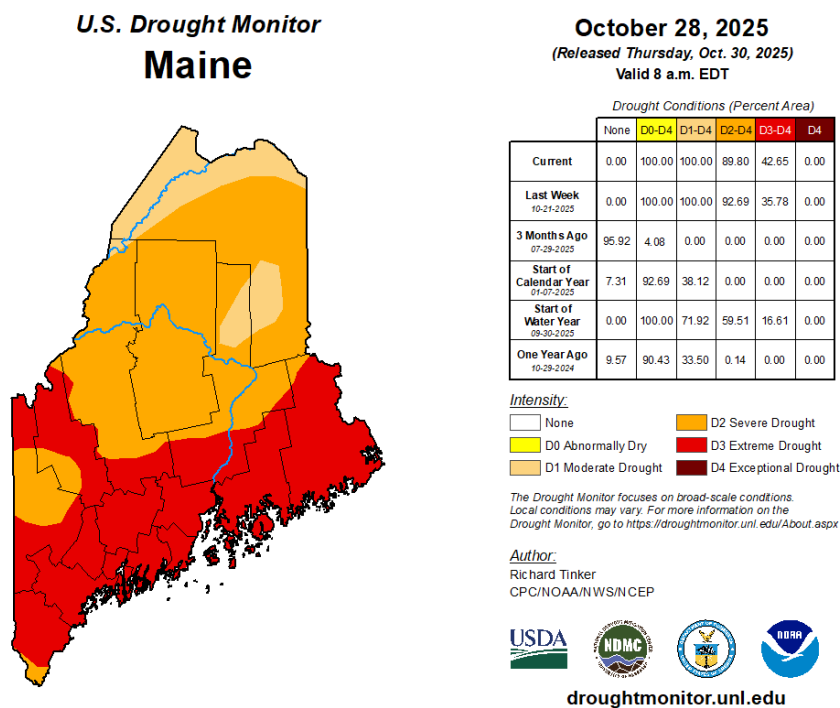 U.S. Drought Monitor
Maine
October 28, 2025
(Released Thursday, Oct. 30, 2025)
Valid 8 a.m. EDT
Drought Conditions (Percent Area)
None D0-D4 D1-D4 D2-D4 D3-D4 D4
Current 0.00 100.00 100.00 89.80 42.65 0.00
Last Week
10-21-2025 0.00 100.00 100.00 92.69 35.78 0.00
3 Months Ago
07-29-2025 95.92 4.08 0.00 0.00 0.00 0.00
Start of
Calendar Year
01-07-2025 7.31 92.69 38.12 0.00 0.00 0.00
Start of
Water Year
09-30-2025 0.00 100.00 71.92 59.51 16.61 0.00
One Year Ago
10-29-2024 9.57 90.43 33.50 0.14 0.00 0.00
Intensity:
None
D0 Abnormally Dry
D1 Moderate Drought
D2 Severe Drought
D3 Extreme Drought
D4 Exceptional Drought
The Drought Monitor focuses on broad-scale conditions.
Local conditions may vary. For more information on the
Drought Monitor, go to https://droughtmonitor.unl.edu/About.aspx
Author:
Richard Tinker
CPC/NOAA/NWS/NCEP
USDA
NDMC
NOAA
droughtmonitor.unl.edu